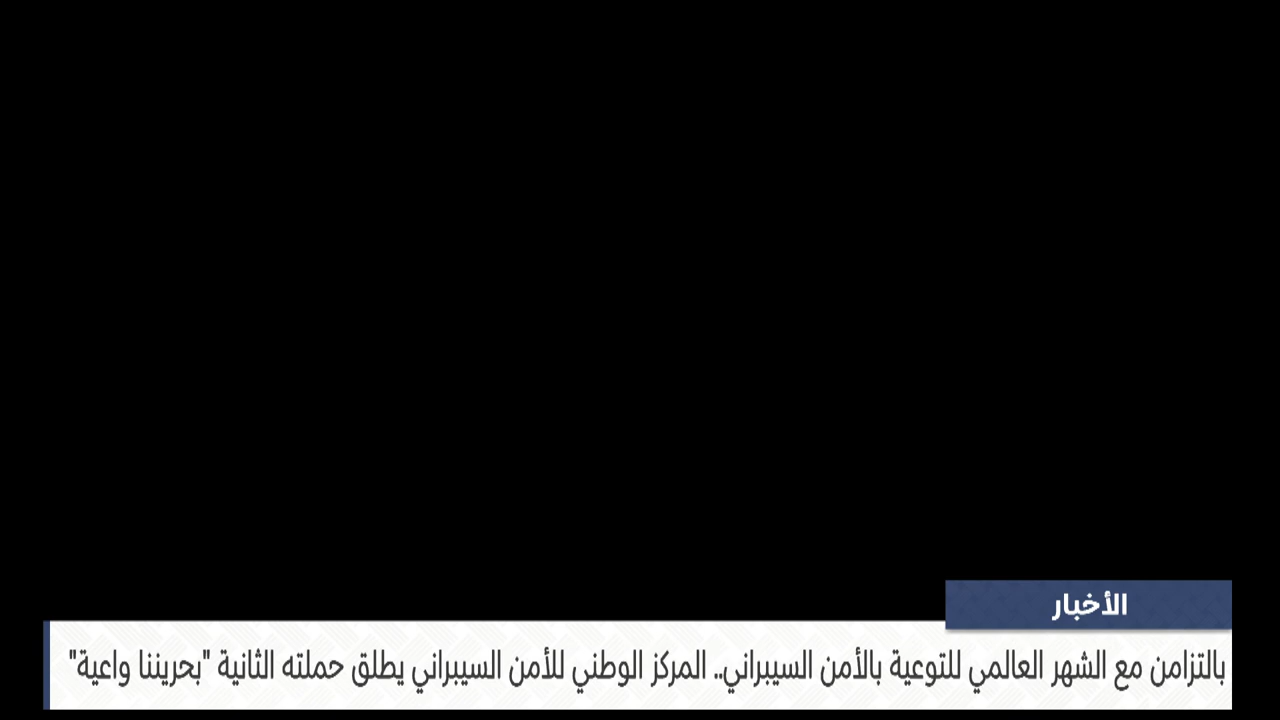 الأخبار
بالتزامن مع الشهر العالمي للتوعية بالأمن السيبراني.. المركز الوطني للأمن السيبراني يطلق حملته الثانية "بحريننا واعية"